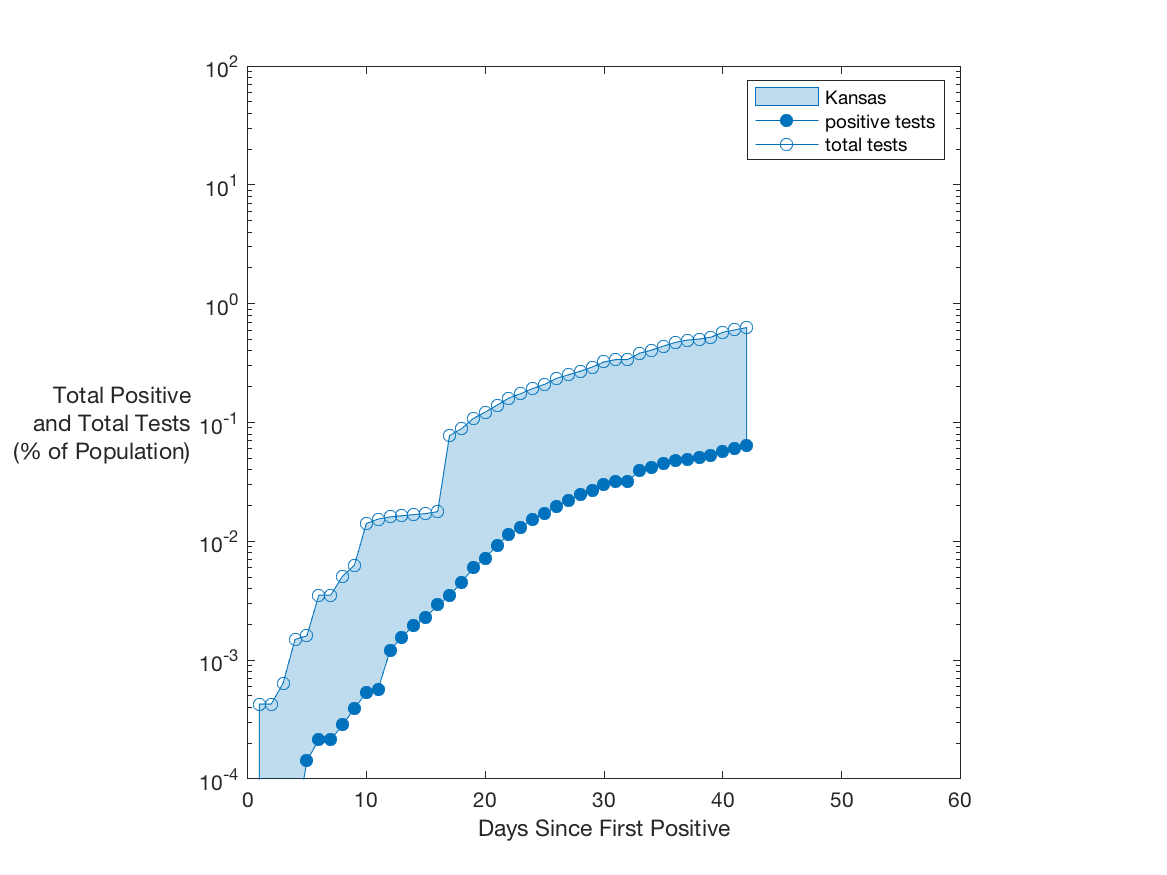 10^2
10^1
10^0
10^-1
10^-2
10^-3
10^-4
Total Positive
and Total Tests
(% of Population)
Kansas
positive tests
total tests
0 10 20 30 40 50 60
Days Since First Positive